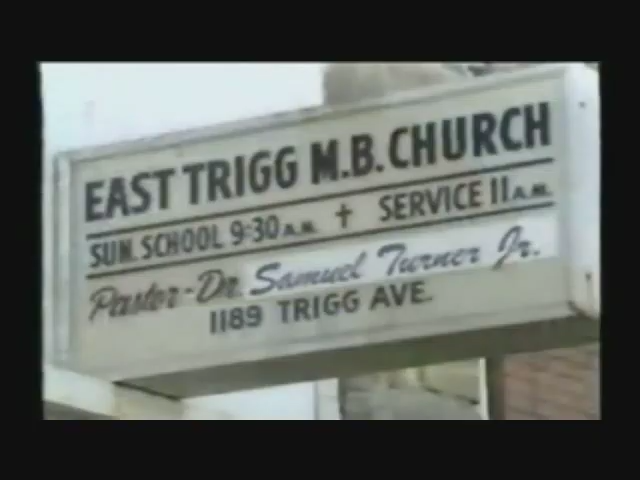 EAST TRIGG M.B. CHURCH
SUN. SCHOOL 9:30 A.M. ✝ SERVICE 11 A.M.
Pastor-Dr. Samuel Turner Jr.
1189 TRIGG AVE.